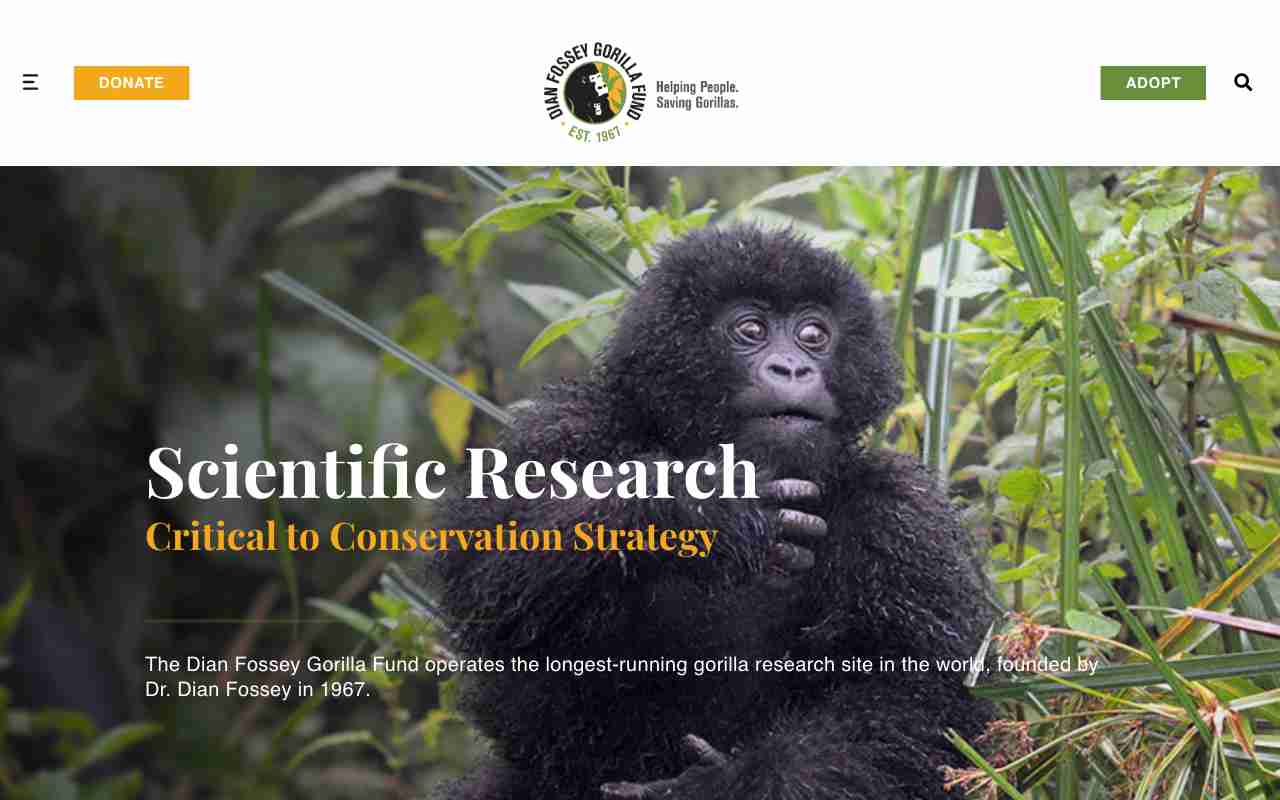 DONATE
DIAN FOSSEY GORILLA FUND
EST. 1967
Helping People.
Saving Gorillas.
ADOPT
Scientific Research
Critical to Conservation Strategy
The Dian Fossey Gorilla Fund operates the longest-running gorilla research site in the world, founded by
Dr. Dian Fossey in 1967.